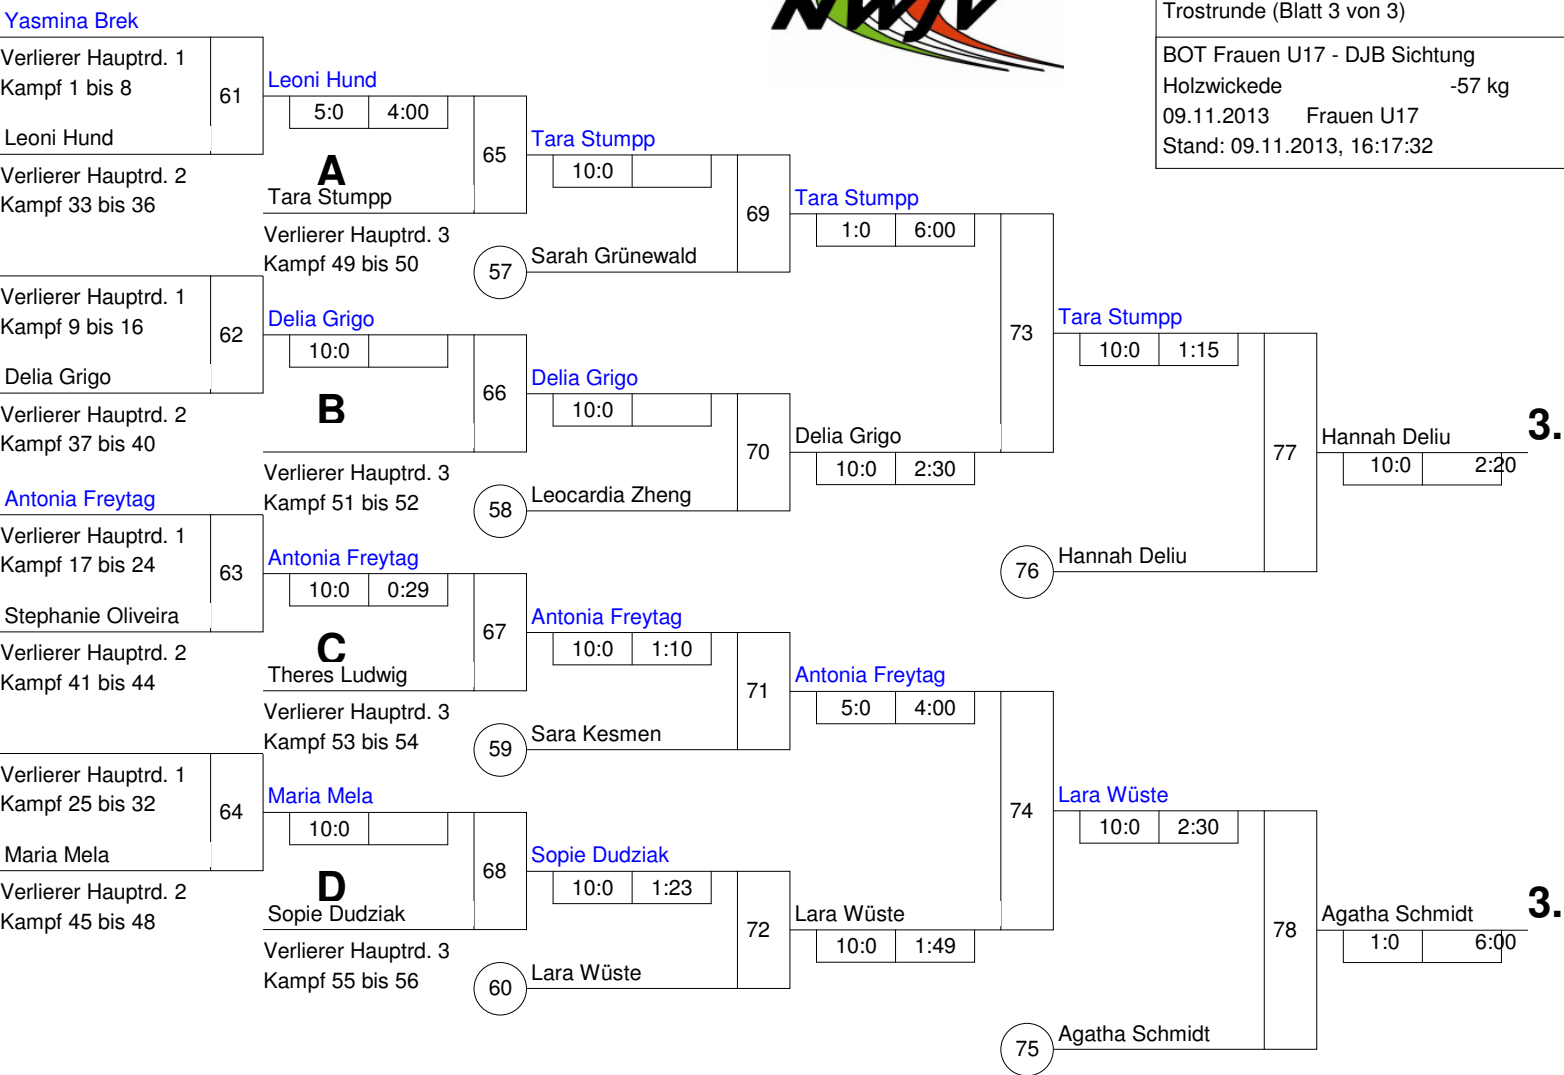 NWJV
Trostrunde (Blatt 3 von 3)
BOT Frauen U17 - DJB Sichtung
Holzwickede -57 kg
09.11.2013 Frauen U17
Stand: 09.11.2013, 16:17:32
Yasmina Brek
Verlierer Hauptrd. 1
Kampf 1 bis 8
61
Leoni Hund
Verlierer Hauptrd. 2
Kampf 33 bis 36
Verlierer Hauptrd. 1
Kampf 9 bis 16
62
Delia Grigo
Verlierer Hauptrd. 2
Kampf 37 bis 40
Antonia Freytag
Verlierer Hauptrd. 1
Kampf 17 bis 24
63
Stephanie Oliveira
Verlierer Hauptrd. 2
Kampf 41 bis 44
Verlierer Hauptrd. 1
Kampf 25 bis 32
64
Maria Mela
Verlierer Hauptrd. 2
Kampf 45 bis 48
Leoni Hund
5:0 4:00
A
65
Tara Stumpp
Verlierer Hauptrd. 3
Kampf 49 bis 50
Delia Grigo
10:0
B
66
Verlierer Hauptrd. 3
Kampf 51 bis 52
Antonia Freytag
10:0 0:29
C
67
Theres Ludwig
Verlierer Hauptrd. 3
Kampf 53 bis 54
Maria Mela
10:0
D
68
Sopie Dudziak
Verlierer Hauptrd. 3
Kampf 55 bis 56
Tara Stumpp
10:0
69
57 Sarah Grünewald
Delia Grigo
10:0
70
58 Leocardia Zheng
Antonia Freytag
10:0 1:10
71
59 Sara Kesmen
Sopie Dudziak
10:0 1:23
72
60 Lara Wüste
Tara Stumpp
1:0 6:00
73
Delia Grigo
10:0 2:30
Antonia Freytag
5:0 4:00
74
Lara Wüste
10:0 1:49
Tara Stumpp
10:0 1:15
77
76 Hannah Deliu
Lara Wüste
10:0 2:30
78
75 Agatha Schmidt
Hannah Deliu 3.
10:0 2:20
Agatha Schmidt 3.
1:0 6:00